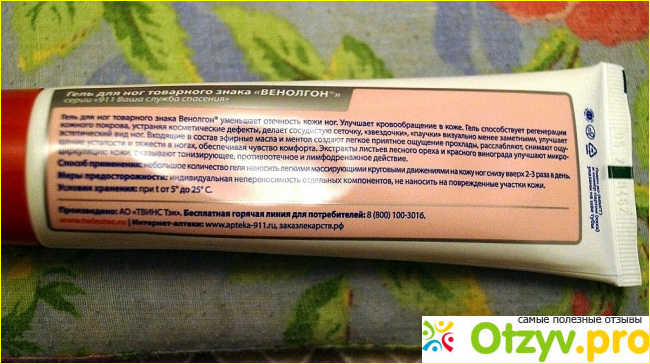 Гель для ног товарного знака «ВЕНОЛГОН®»
серии «911 Ваша служба спасения»
Гель для ног товарного знака Венолгон® уменьшает отечность кожи ног. Улучшает кровообращение в коже. Гель способствует регенерации
кожного покрова, устраняя косметические дефекты, делает сосудистую сеточку, «звездочки», «паучки» визуально менее заметными, улучшает
эстетический вид ног. Входящие в состав эфирные масла и ментол создают легкое приятное ощущение прохлады, расслабляют, снимают ощу-
щение усталости и тяжести в ногах, обеспечивая чувство комфорта. Экстракты листьев лесного ореха и красного винограда улучшают микро-
циркуляцию кожи, оказывают тонизирующее, противоотечное и лимфодренажное действие.
Способ применения: небольшое количество геля наносить легкими массирующими круговыми движениями на кожу ног снизу вверх 2-3 раза в день.
Меры предосторожности: индивидуальная непереносимость отдельных компонентов, не наносить на поврежденные участки кожи.
Условия хранения: при t от 5° до 25° С.
Произведено: АО «ТВИНС Тэк». Бесплатная горячая линия для потребителей: 8 (800) 100-3016.
www.twinstec.ru | Интернет-аптеки: www.apteka-911.ru, заказлекарств.рф
самые полезные отзывы
Otzyv.pro